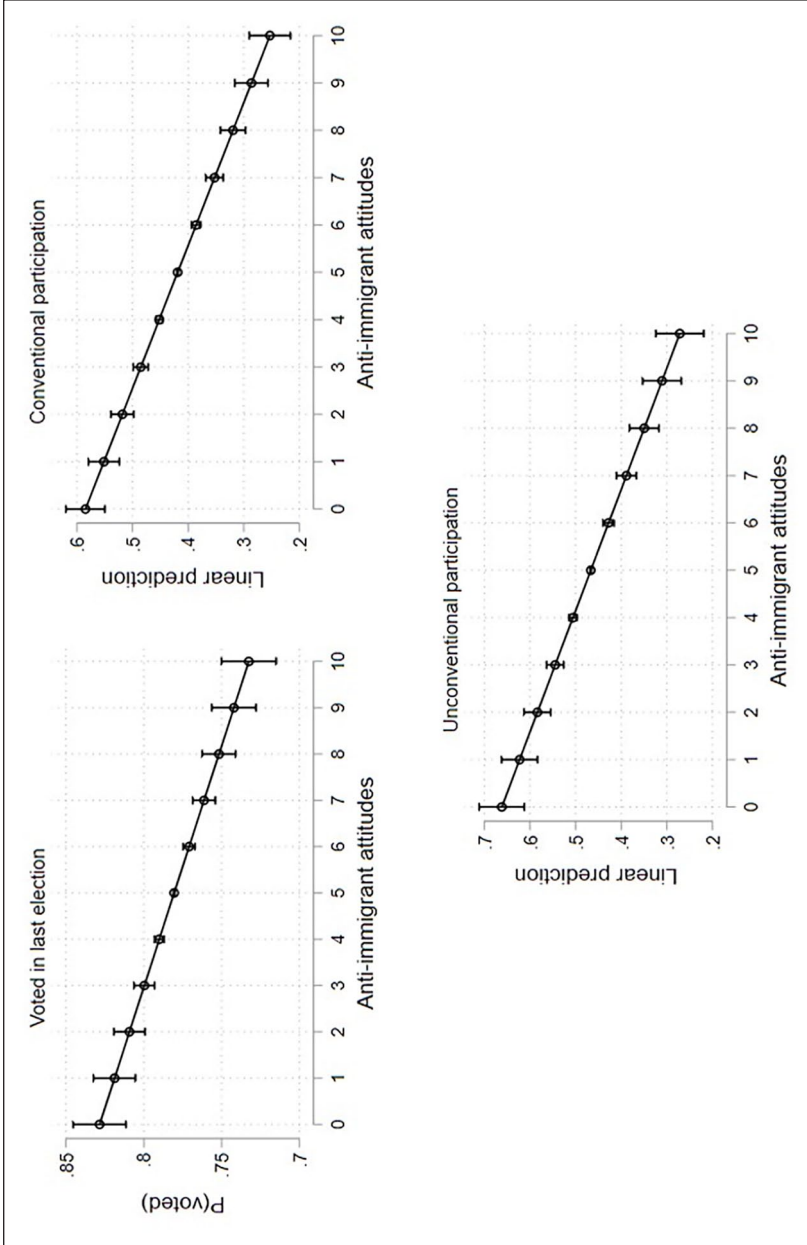 Voted in last election
P(voted)
.85
.8
.75
.7
0 1 2 3 4 5 6 7 8 9 10
Anti-immigrant attitudes
Conventional participation
Linear prediction
.6
.5
.4
.3
.2
0 1 2 3 4 5 6 7 8 9 10
Anti-immigrant attitudes
Unconventional participation
Linear prediction
.7
.6
.5
.4
.3
.2
0 1 2 3 4 5 6 7 8 9 10
Anti-immigrant attitudes